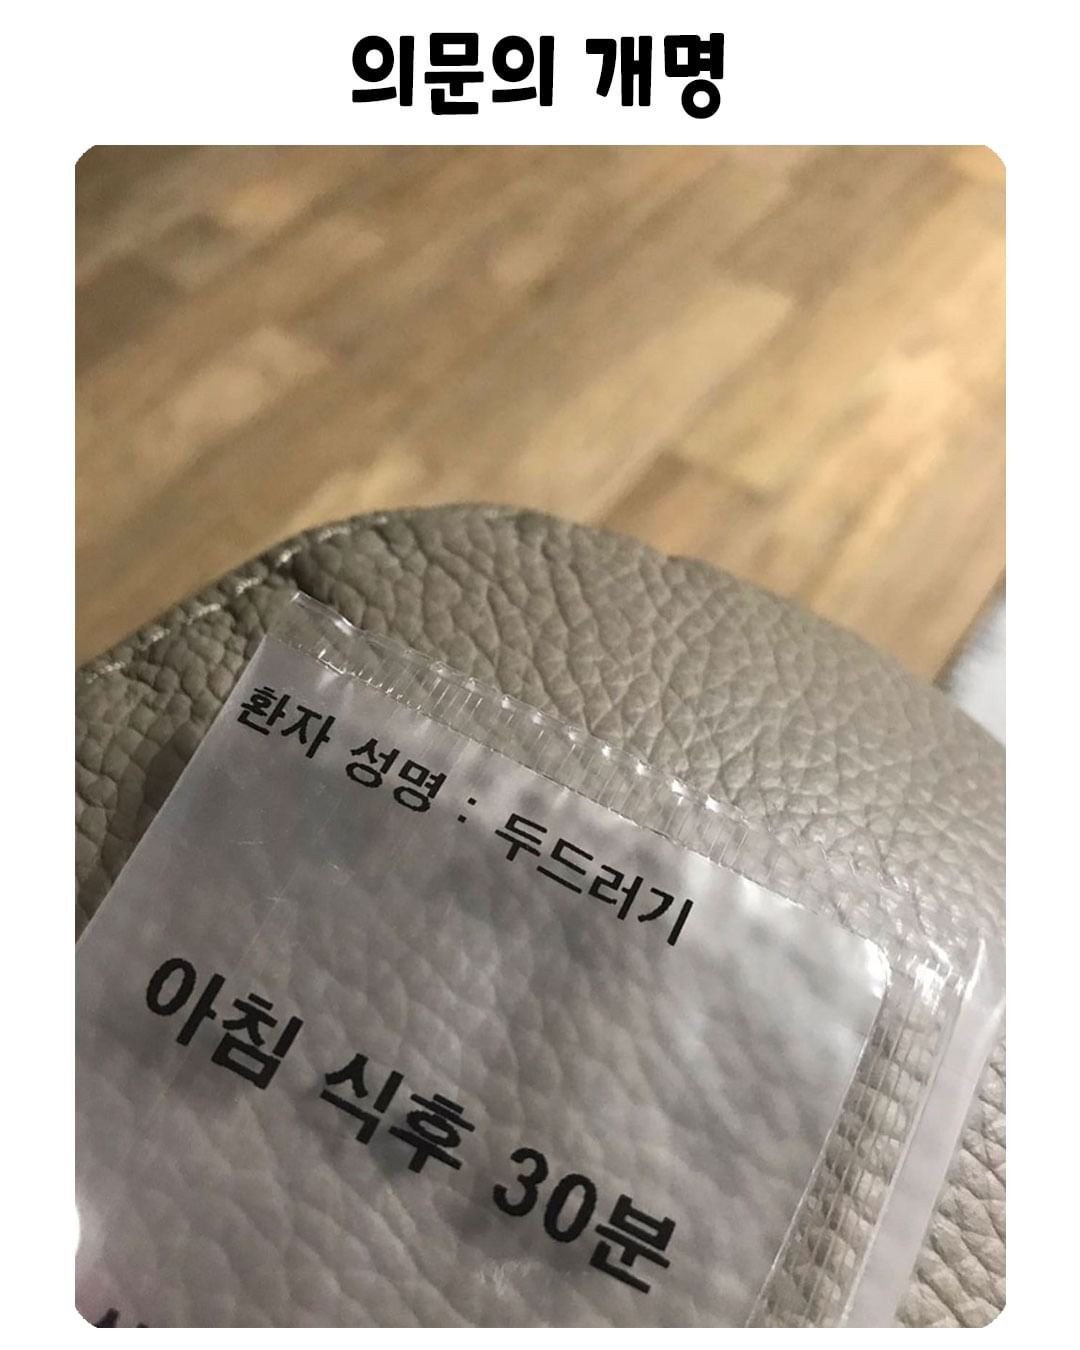 의문의 개명
환자 성명 : 두드러기
아침 식후 30분